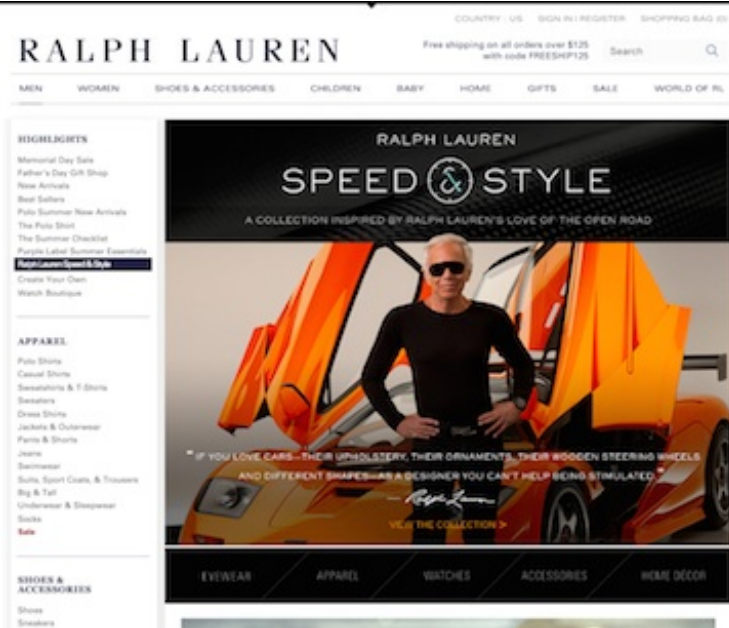 COUNTRY : US SIGN IN / REGISTER SHOPPING BAG (0)
RALPH LAUREN
Free shipping on all orders over $125
with code FREESHIP125
Search
MEN WOMEN SHOES & ACCESSORIES CHILDREN BABY HOME GIFTS SALE WORLD OF RL
HIGHLIGHTS
Memorial Day Sale
Father's Day Gift Shop
New Arrivals
Best Sellers
Polo Summer New Arrivals
The Polo Shirt
The Summer Checklist
Purple Label Summer Essentials
Ralph Lauren Speed & Style
Create Your Own
Watch Boutique
APPAREL
Polo Shirts
Casual Shirts
Sweatshirts & T-Shirts
Sweaters
Dress Shirts
Jackets & Outerwear
Pants & Shorts
Jeans
Swimwear
Suits, Sport Coats, & Trousers
Big & Tall
Underwear & Sleepwear
Socks
Sale
SHOES &
ACCESSORIES
Shoes
Sneakers
RALPH LAUREN
SPEED & STYLE
A COLLECTION INSPIRED BY RALPH LAUREN'S LOVE OF THE OPEN ROAD
"IF YOU LOVE CARS—THEIR UPHOLSTERY, THEIR ORNAMENTS, THEIR WOODEN STEERING WHEELS
AND DIFFERENT SHAPES—AS A DESIGNER YOU CAN'T HELP BEING STIMULATED."
— Ralph Lauren
VIEW THE COLLECTION >
EYEWEAR APPAREL WATCHES ACCESSORIES HOME DECOR